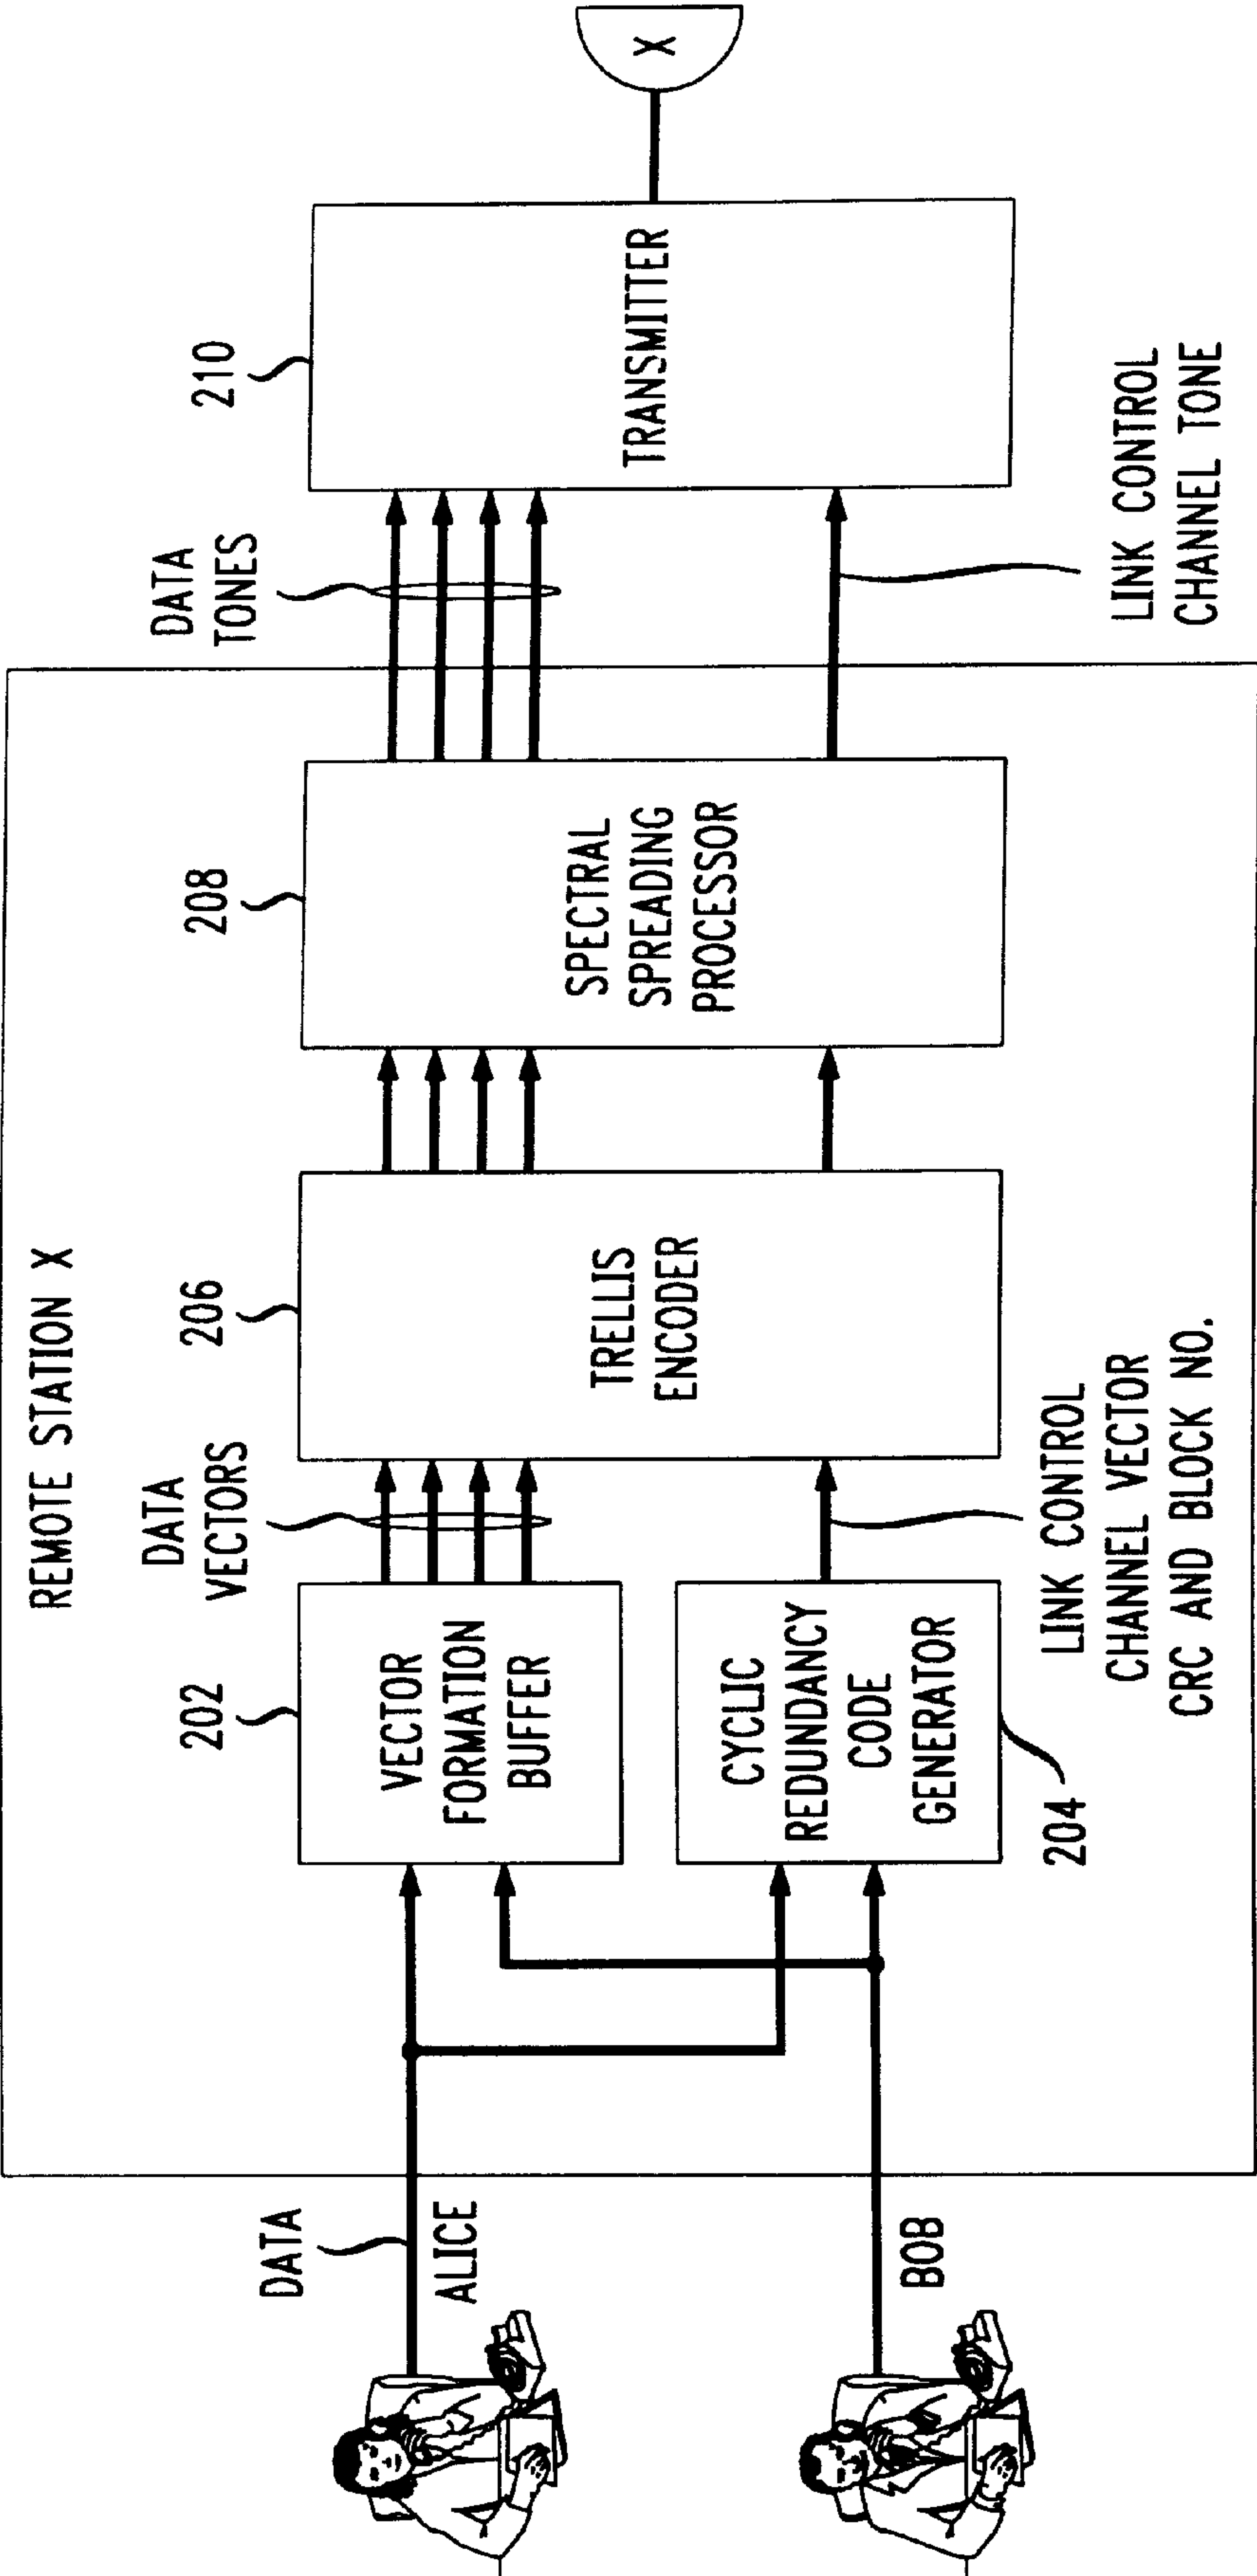 REMOTE STATION X
DATA
ALICE
BOB
202
VECTOR
FORMATION
BUFFER
CYCLIC
REDUNDANCY
CODE
GENERATOR
204
DATA
VECTORS
LINK CONTROL
CHANNEL VECTOR
CRC AND BLOCK NO.
206
TRELLIS
ENCODER
208
SPECTRAL
SPREADING
PROCESSOR
DATA
TONES
LINK CONTROL
CHANNEL TONE
210
TRANSMITTER
X